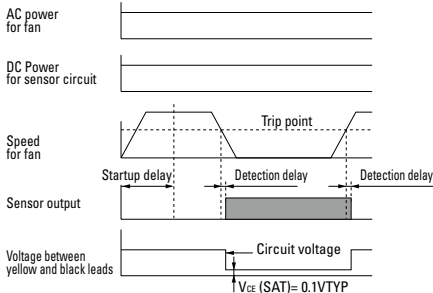 AC power
for fan
DC Power
for sensor circuit
Trip point
Speed
for fan
Startup delay
Detection delay
Detection delay
Sensor output
Circuit voltage
Voltage between
yellow and black leads
VCE (SAT)= 0.1VTYP